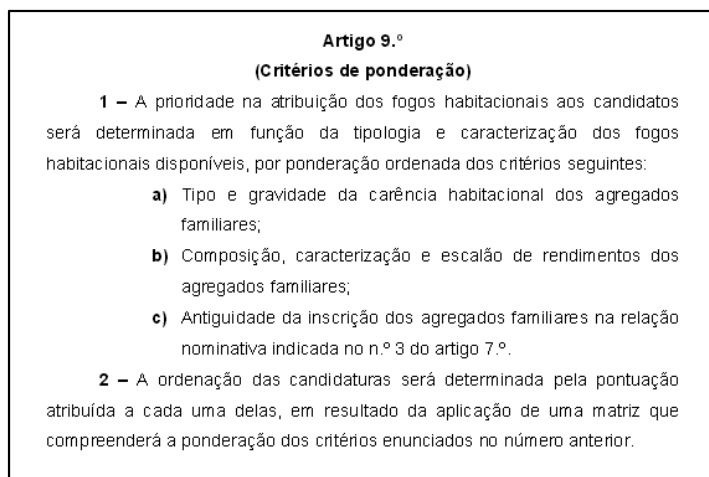 Artigo 9.º
(Critérios de ponderação)
1 – A prioridade na atribuição dos fogos habitacionais aos candidatos
será determinada em função da tipologia e caracterização dos fogos
habitacionais disponíveis, por ponderação ordenada dos critérios seguintes:
a) Tipo e gravidade da carência habitacional dos agregados
familiares;
b) Composição, caracterização e escalão de rendimentos dos
agregados familiares;
c) Antiguidade da inscrição dos agregados familiares na relação
nominativa indicada no n.º 3 do artigo 7.º.
2 – A ordenação das candidaturas será determinada pela pontuação
atribuída a cada uma delas, em resultado da aplicação de uma matriz que
compreenderá a ponderação dos critérios enunciados no número anterior.